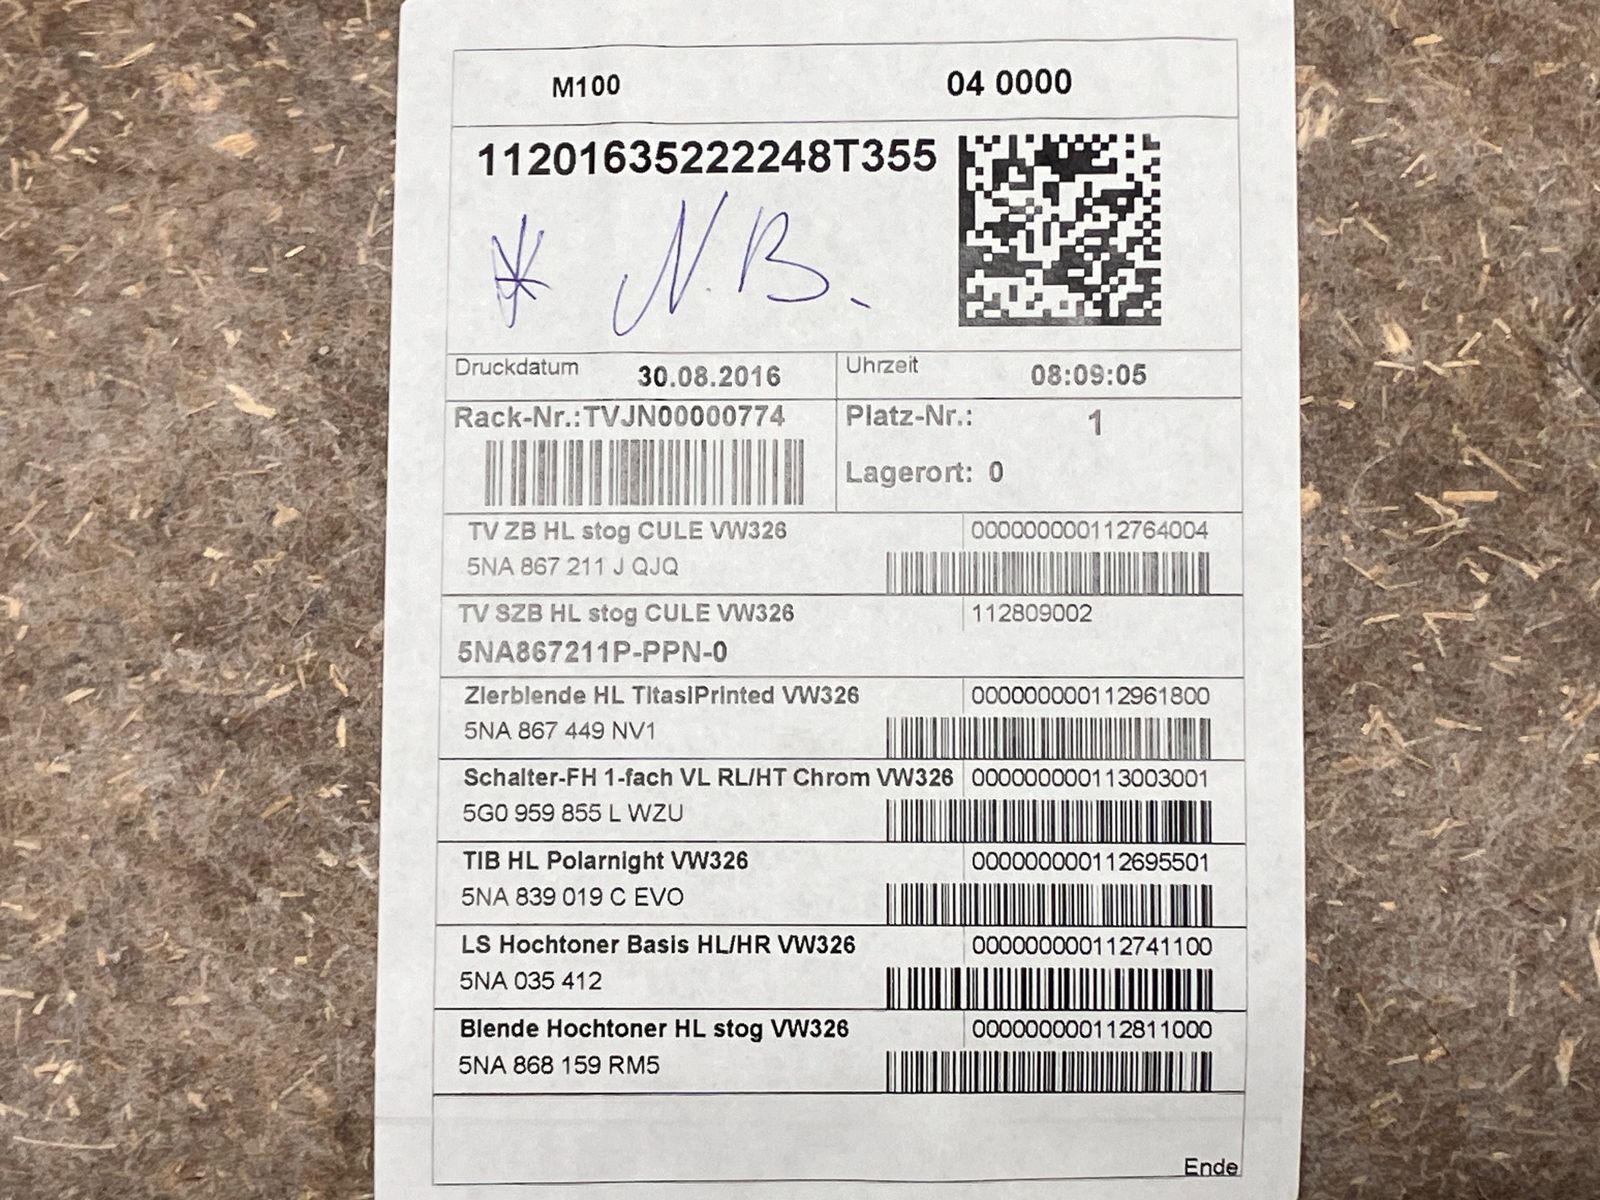 M100 04 0000
11201635222248T355
* N.B.
Druckdatum 30.08.2016 Uhrzeit 08:09:05
Rack-Nr.:TVJN00000774 Platz-Nr.: 1
Lagerort: 0
TV ZB HL stog CULE VW326 000000000112764004
5NA 867 211 J QJQ
TV SZB HL stog CULE VW326 112809002
5NA867211P-PPN-0
Zierblende HL TitasiPrinted VW326 000000000112961800
5NA 867 449 NV1
Schalter-FH 1-fach VL RL/HT Chrom VW326 000000000113003001
5G0 959 855 L WZU
TIB HL Polarnight VW326 000000000112695501
5NA 839 019 C EVO
LS Hochtoner Basis HL/HR VW326 000000000112741100
5NA 035 412
Blende Hochtoner HL stog VW326 000000000112811000
5NA 868 159 RM5
Ende